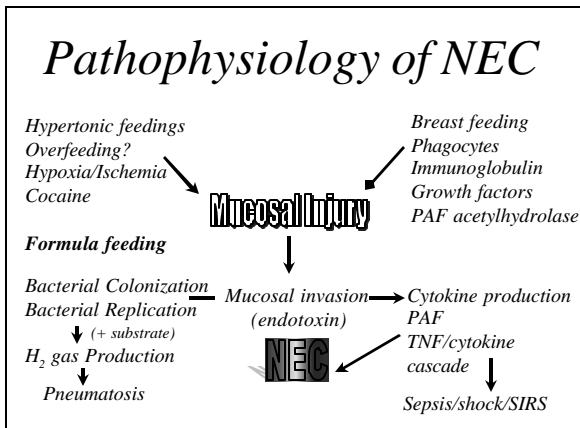 Pathophysiology of NEC
Hypertonic feedings
Overfeeding?
Hypoxia/Ischemia
Cocaine
Breast feeding
Phagocytes
Immunoglobulin
Growth factors
PAF acetylhydrolase
Mucosal Injury
Formula feeding
Bacterial Colonization
Bacterial Replication
(+ substrate)
H₂ gas Production
Pneumatosis
Mucosal invasion
(endotoxin)
NEC
Cytokine production
PAF
TNF/cytokine
cascade
Sepsis/shock/SIRS